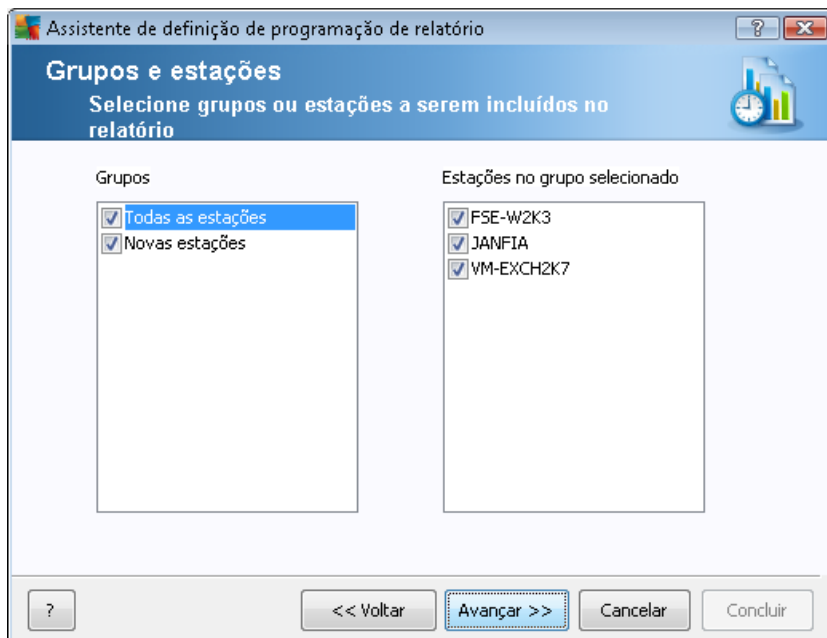 Assistente de definição de programação de relatório
?
Grupos e estações
Selecione grupos ou estações a serem incluídos no
relatório
Grupos
Todas as estações
Novas estações
Estações no grupo selecionado
FSE-W2K3
JANFIA
VM-EXCH2K7
?
<< Voltar
Avançar >>
Cancelar
Concluir